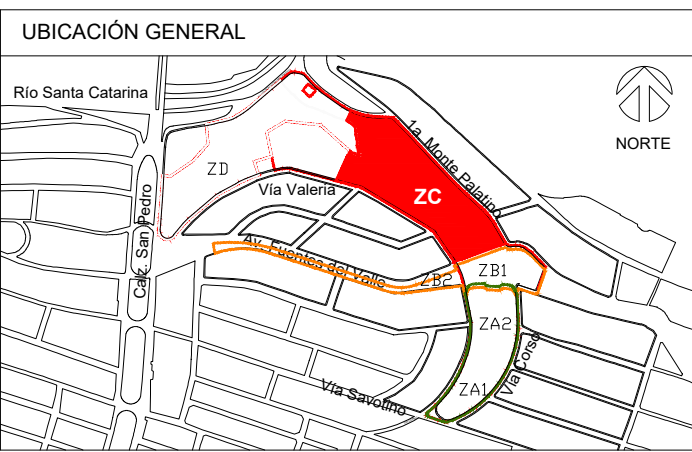 UBICACIÓN GENERAL
Río Santa Catarina
NORTE
1a. Monte Palatino
ZD
Vía Valeria
ZC
Calz. San Pedro
Av. Fuentes del Valle
ZB2
ZB1
ZA2
Vía Corso
Vía Savotino
ZA1